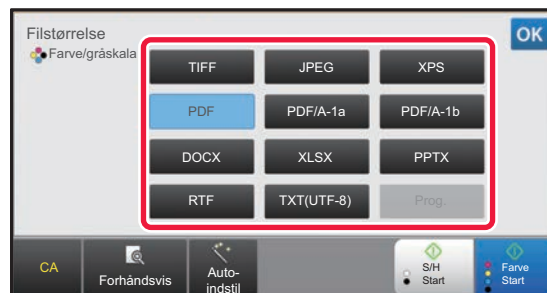 Filstørrelse
OK
Farve/gråskala
TIFF
JPEG
XPS
PDF
PDF/A-1a
PDF/A-1b
DOCX
XLSX
PPTX
RTF
TXT(UTF-8)
Prog.
CA
Forhåndsvis
Auto-
indstil
S/H
Start
Farve
Start